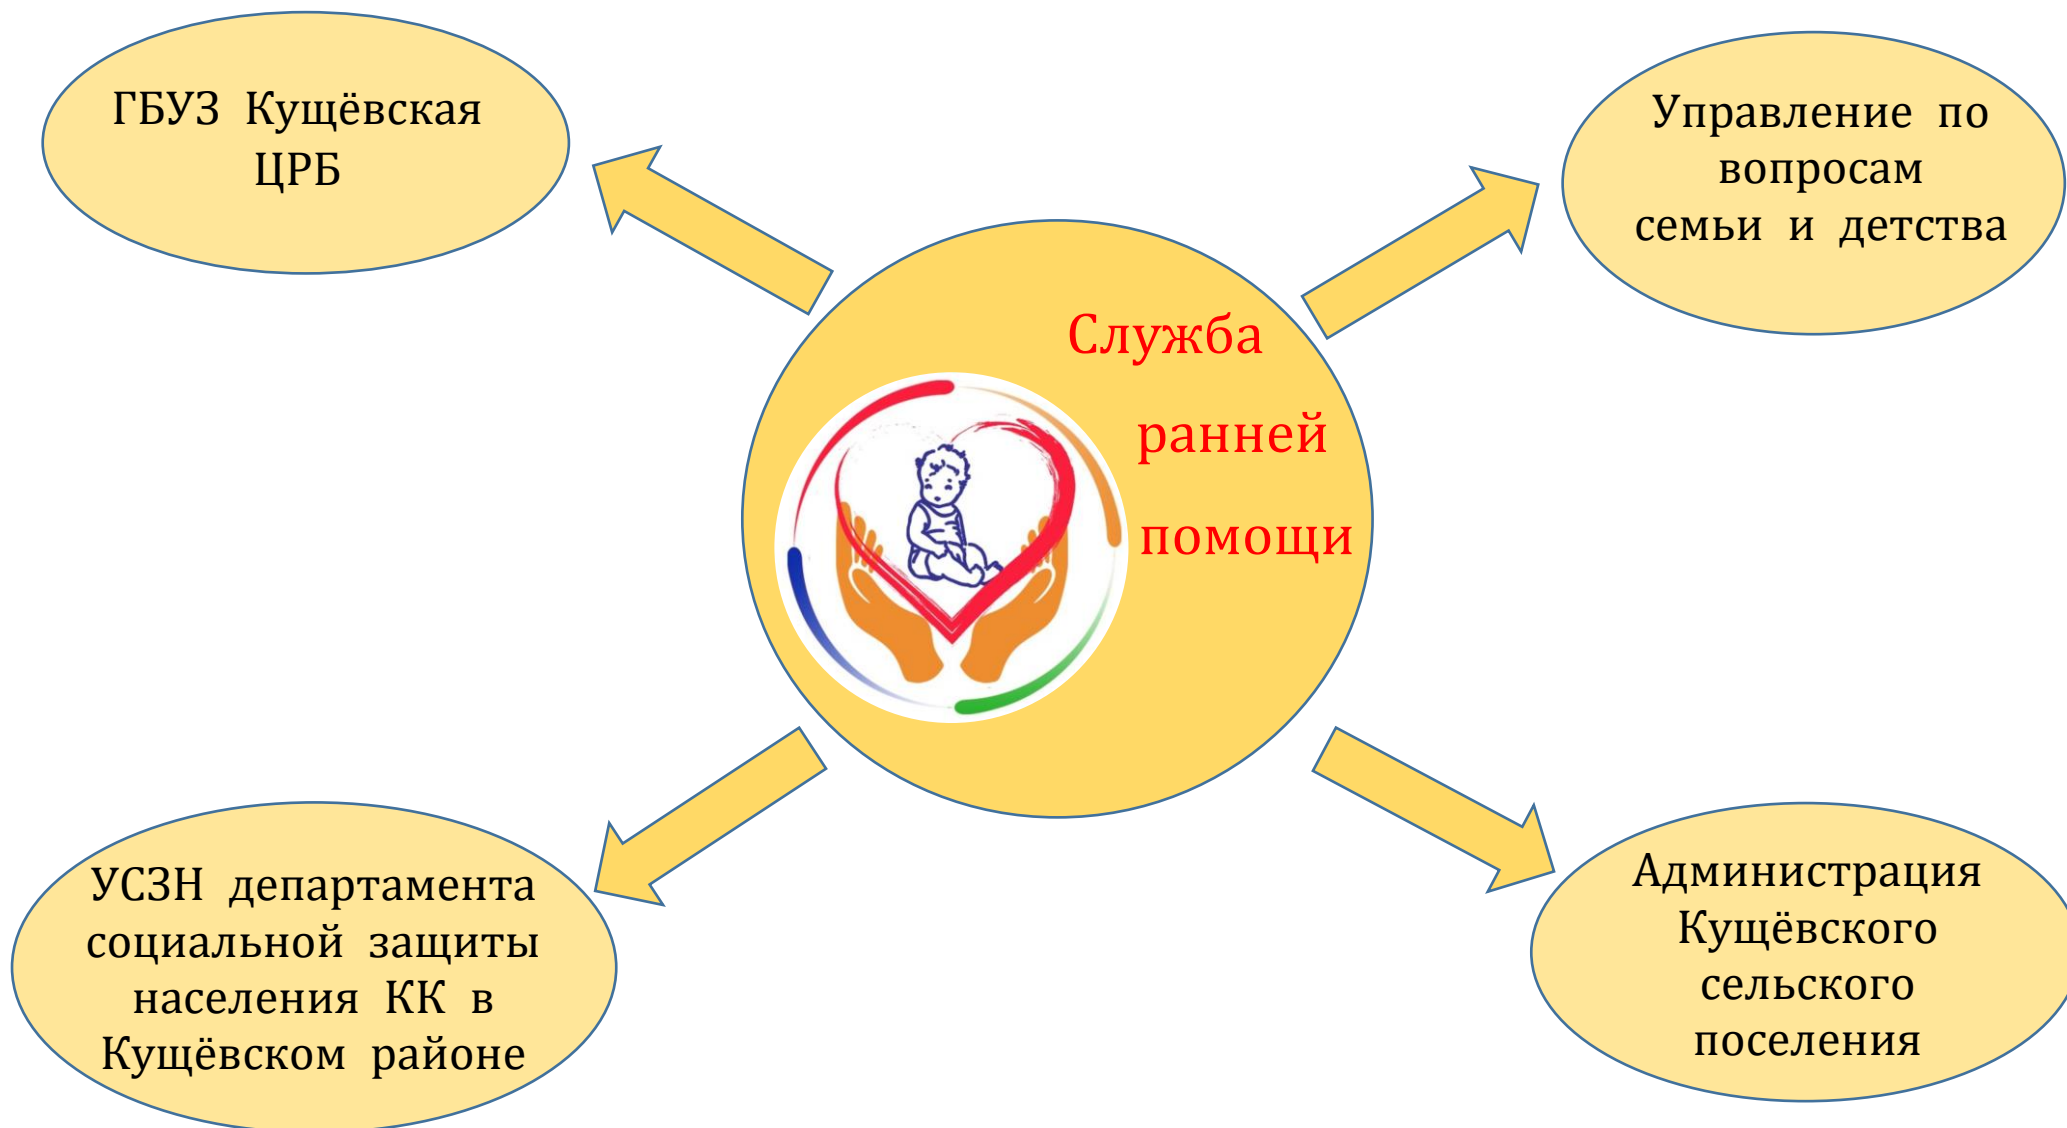 ГБУЗ Кущёвская
ЦРБ
Управление по
вопросам
семьи и детства
Служба
ранней
помощи
УСЗН департамента
социальной защиты
населения КК в
Кущёвском районе
Администрация
Кущёвского
сельского
поселения